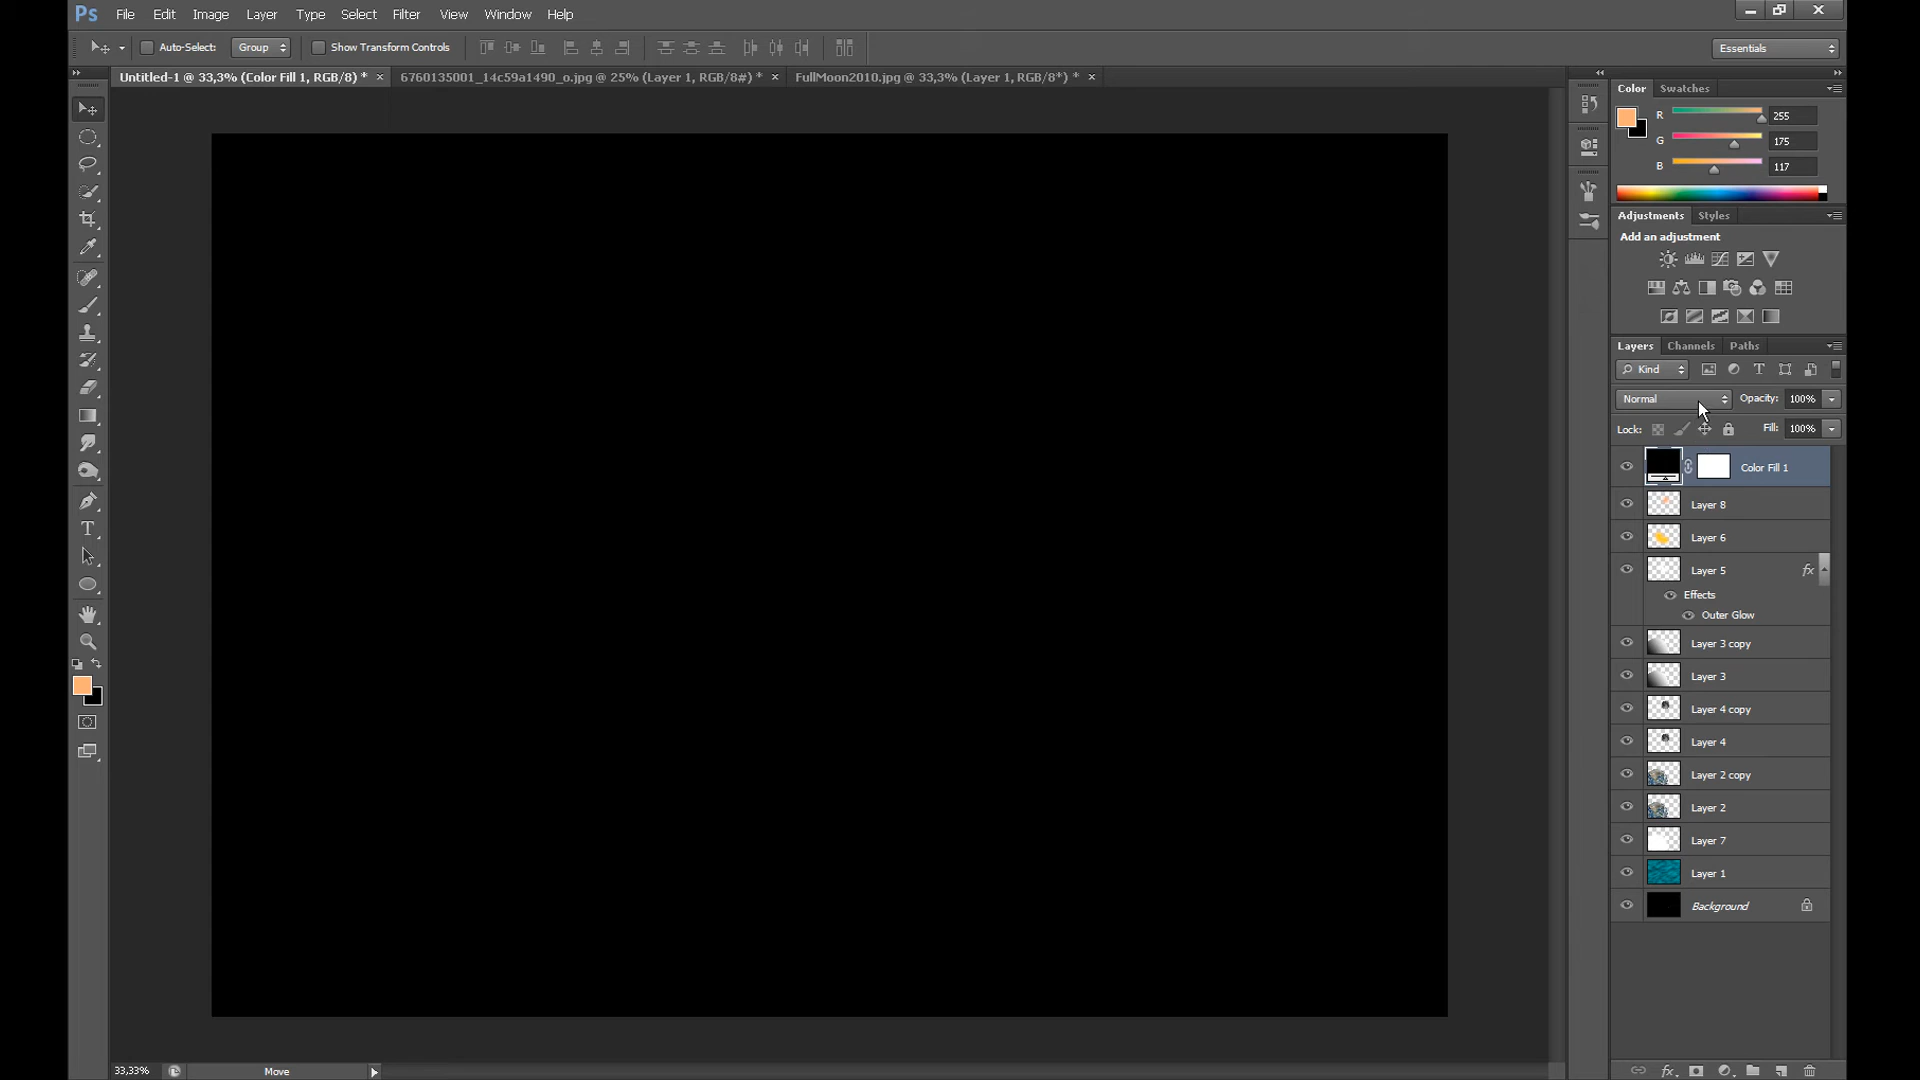 Ps File Edit Image Layer Type Select Filter View Window Help
Auto-Select: Group Show Transform Controls Essentials
Untitled-1 @ 33,3% (Color Fill 1, RGB/8) * × 6760135001_14c59a1490_o.jpg @ 25% (Layer 1, RGB/8#) * × FullMoon2010.jpg @ 33,3% (Layer 1, RGB/8*) * ×
Color Swatches
R 255
G 175
B 117
Adjustments Styles
Add an adjustment
Layers Channels Paths
Kind
Normal Opacity: 100%
Lock: Fill: 100%
Color Fill 1
Layer 8
Layer 6
Layer 5 fx
Effects
Outer Glow
Layer 3 copy
Layer 3
Layer 4 copy
Layer 4
Layer 2 copy
Layer 2
Layer 7
Layer 1
Background
33,33% Move